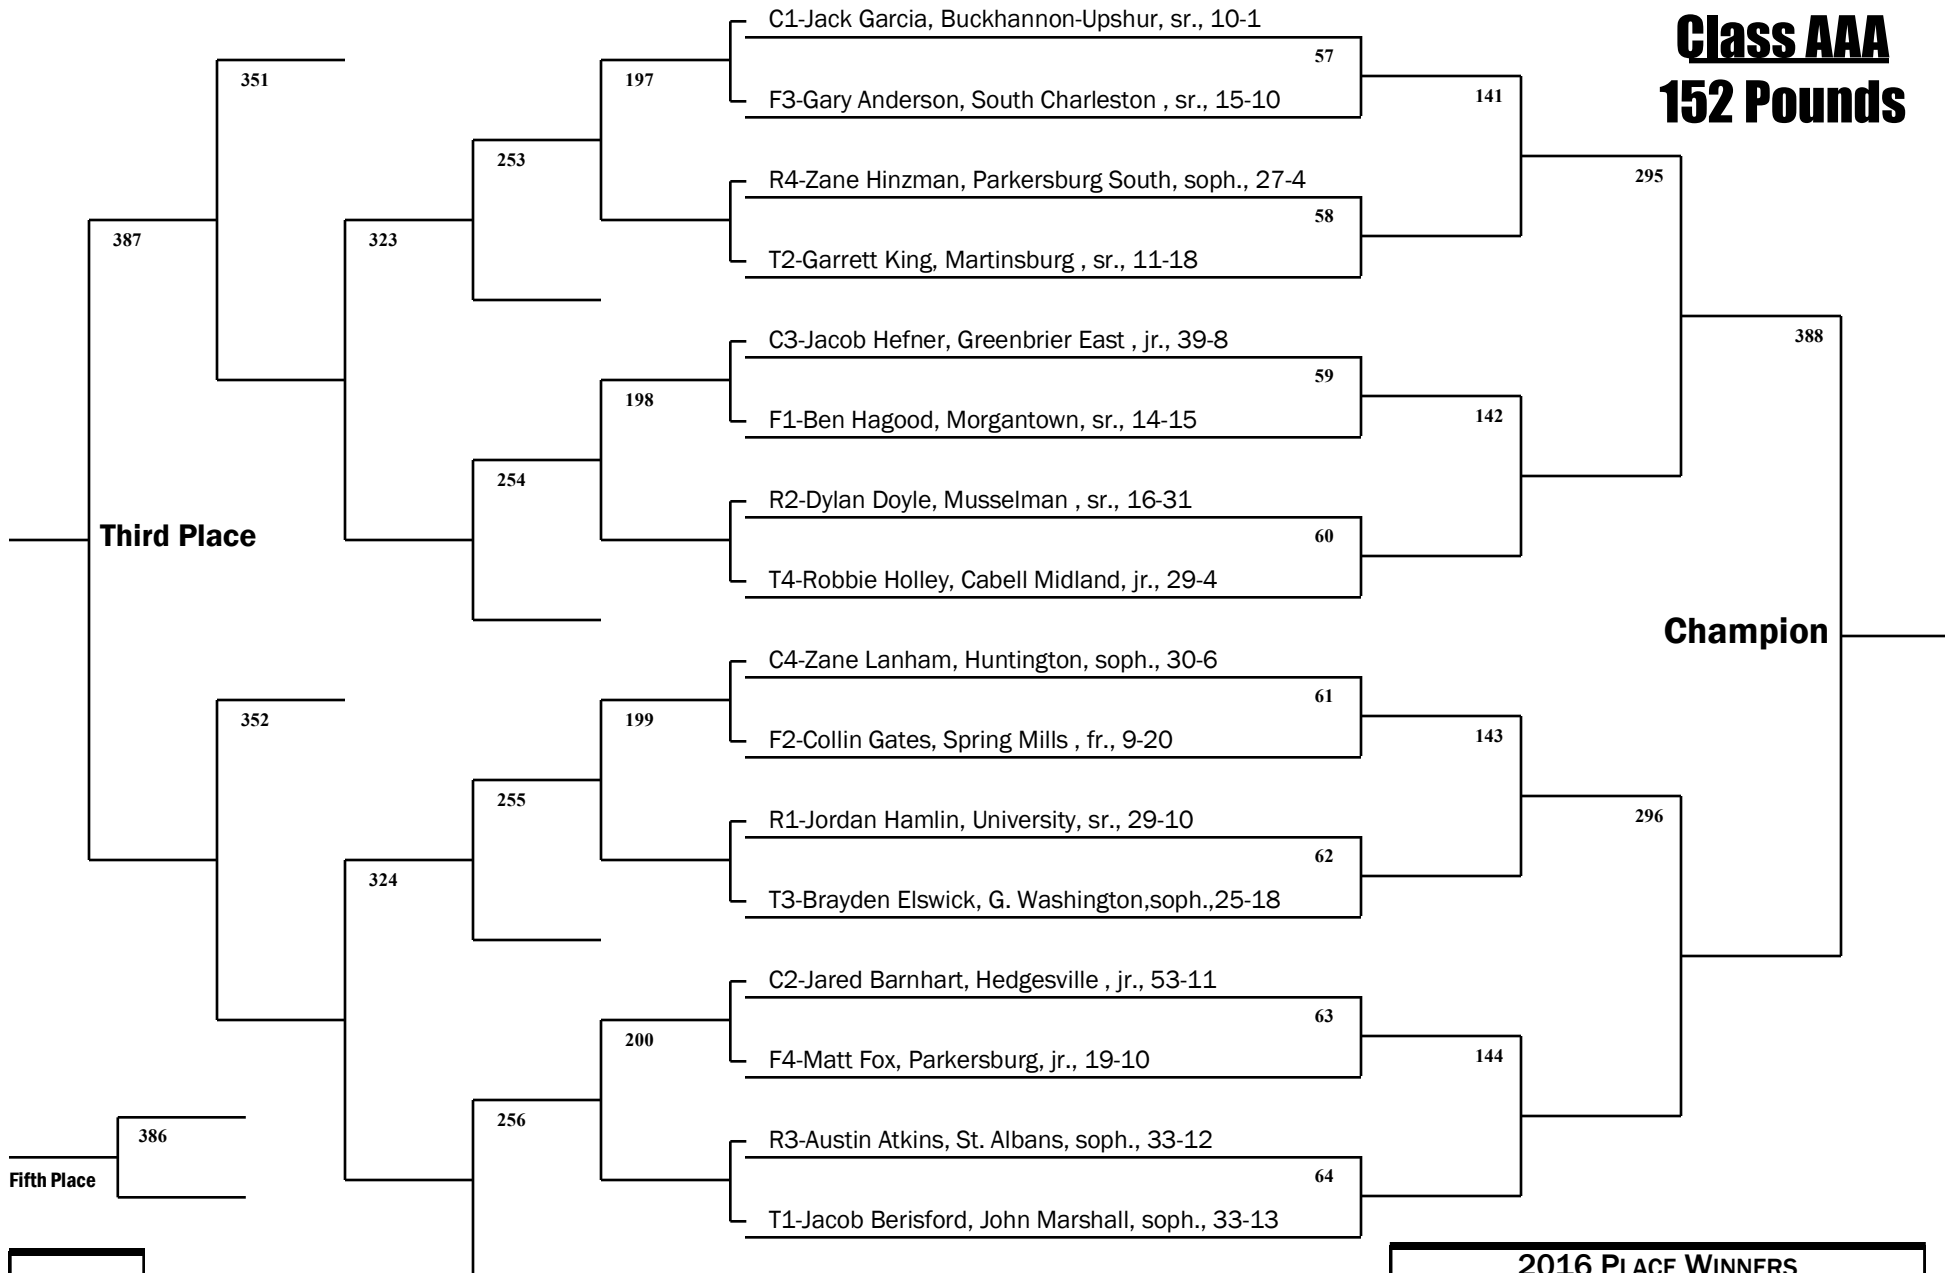 Class AAA
152 Pounds
C1-Jack Garcia, Buckhannon-Upshur, sr., 10-1
57
351
197
F3-Gary Anderson, South Charleston , sr., 15-10
141
253
R4-Zane Hinzman, Parkersburg South, soph., 27-4
295
58
387
323
T2-Garrett King, Martinsburg , sr., 11-18
C3-Jacob Hefner, Greenbrier East , jr., 39-8
388
59
198
F1-Ben Hagood, Morgantown, sr., 14-15
142
254
R2-Dylan Doyle, Musselman , sr., 16-31
Third Place
60
T4-Robbie Holley, Cabell Midland, jr., 29-4
Champion
C4-Zane Lanham, Huntington, soph., 30-6
61
352
199
F2-Collin Gates, Spring Mills , fr., 9-20
143
255
R1-Jordan Hamlin, University, sr., 29-10
296
62
324
T3-Brayden Elswick, G. Washington,soph.,25-18
C2-Jared Barnhart, Hedgesville , jr., 53-11
63
200
F4-Matt Fox, Parkersburg, jr., 19-10
144
256
386
R3-Austin Atkins, St. Albans, soph., 33-12
Fifth Place
64
T1-Jacob Berisford, John Marshall, soph., 33-13
2016 PLACE WINNERS